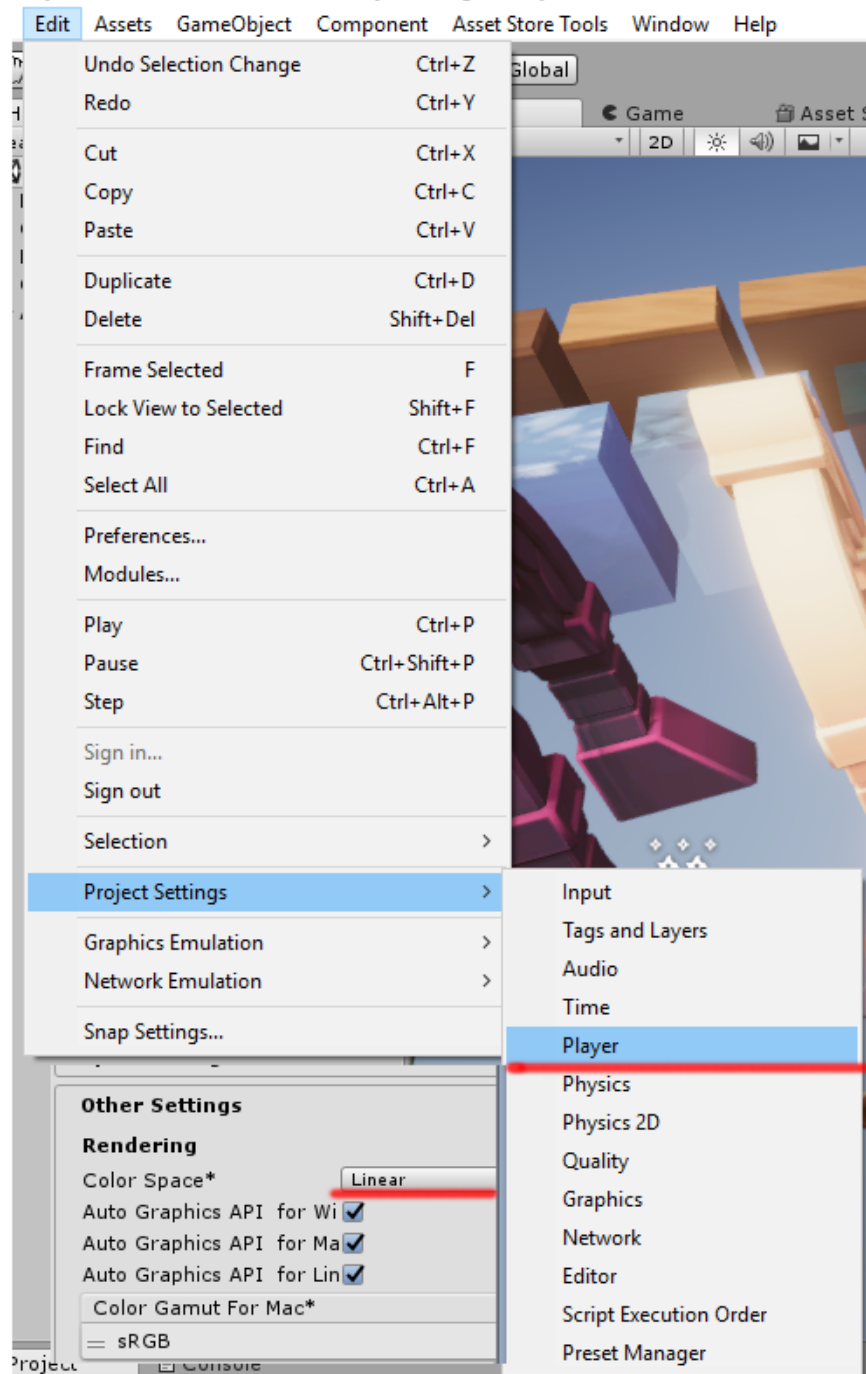 Edit Assets GameObject Component Asset Store Tools Window Help
Undo Selection Change Ctrl+Z
Global
Redo Ctrl+Y
Game Asset
2D
Cut Ctrl+X
Copy Ctrl+C
Paste Ctrl+V
Duplicate Ctrl+D
Delete Shift+Del
Frame Selected F
Lock View to Selected Shift+F
Find Ctrl+F
Select All Ctrl+A
Preferences...
Modules...
Play Ctrl+P
Pause Ctrl+Shift+P
Step Ctrl+Alt+P
Sign in...
Sign out
Selection >
Project Settings >
Graphics Emulation >
Network Emulation >
Snap Settings...
Input
Tags and Layers
Audio
Time
Player
Physics
Physics 2D
Quality
Graphics
Network
Editor
Script Execution Order
Preset Manager
Other Settings
Rendering
Color Space* Linear
Auto Graphics API for Wi
Auto Graphics API for Ma
Auto Graphics API for Lin
Color Gamut For Mac*
= sRGB
Project Console